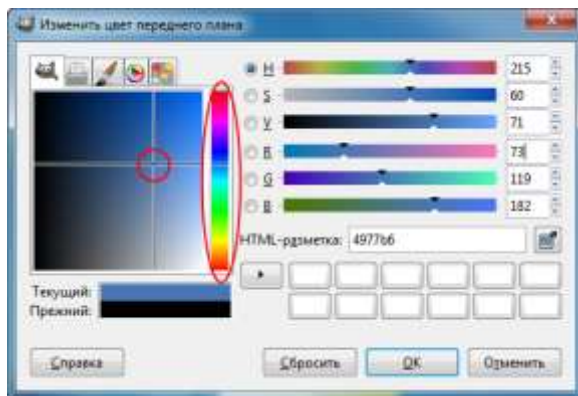 Изменить цвет переднего плана
H 215
S 60
V 71
R 73
G 119
B 182
HTML-разметка: 4977b6
Текущий:
Прежний:
Справка Сбросить OK Отменить